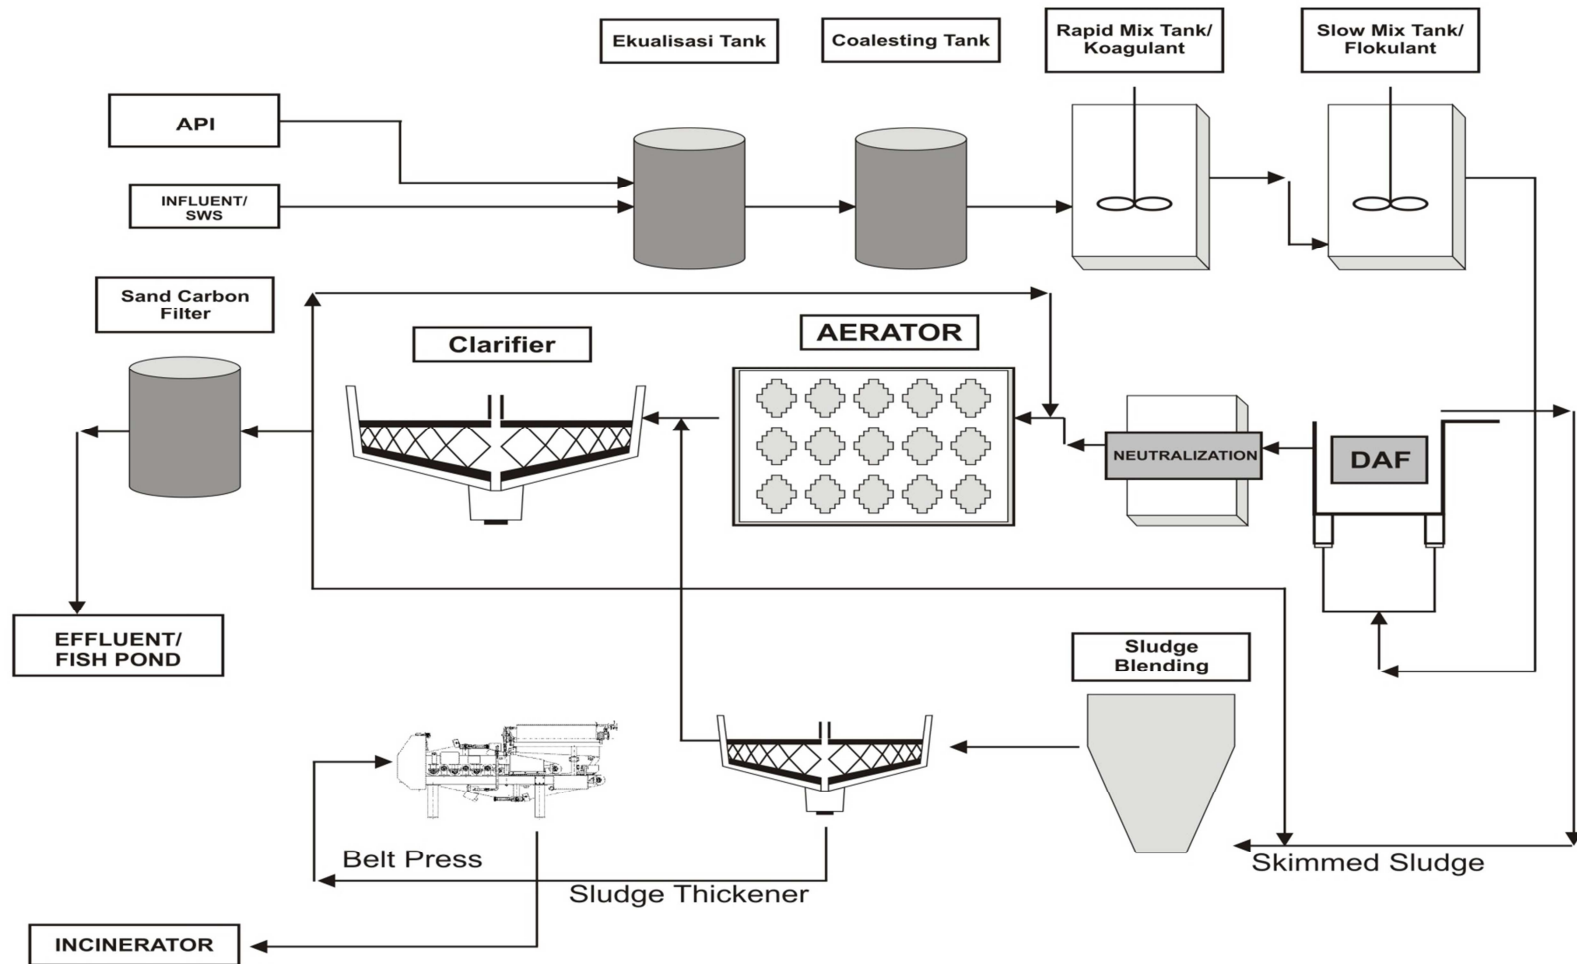 Ekualisasi Tank
Coalesting Tank
Rapid Mix Tank/
Koagulant
Slow Mix Tank/
Flokulant
API
INFLUENT/
SWS
Sand Carbon
Filter
Clarifier
AERATOR
NEUTRALIZATION
DAF
EFFLUENT/
FISH POND
Sludge
Blending
Belt Press
Skimmed Sludge
Sludge Thickener
INCINERATOR